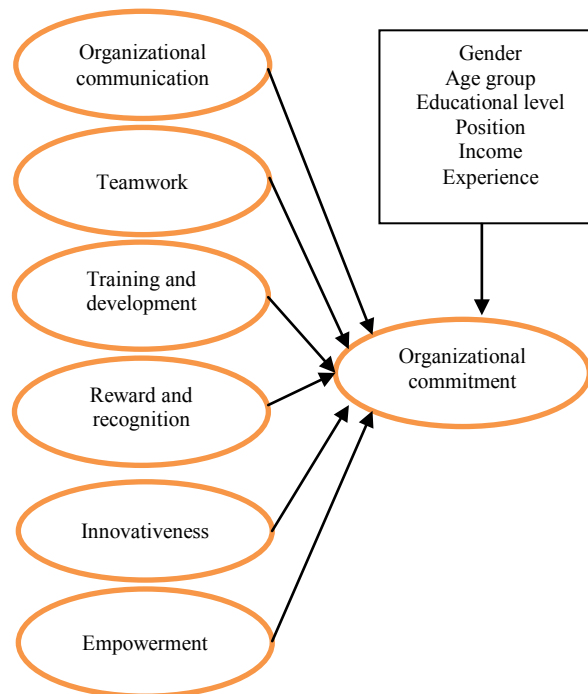 Organizational
communication
Teamwork
Training and
development
Reward and
recognition
Innovativeness
Empowerment
Gender
Age group
Educational level
Position
Income
Experience
Organizational
commitment